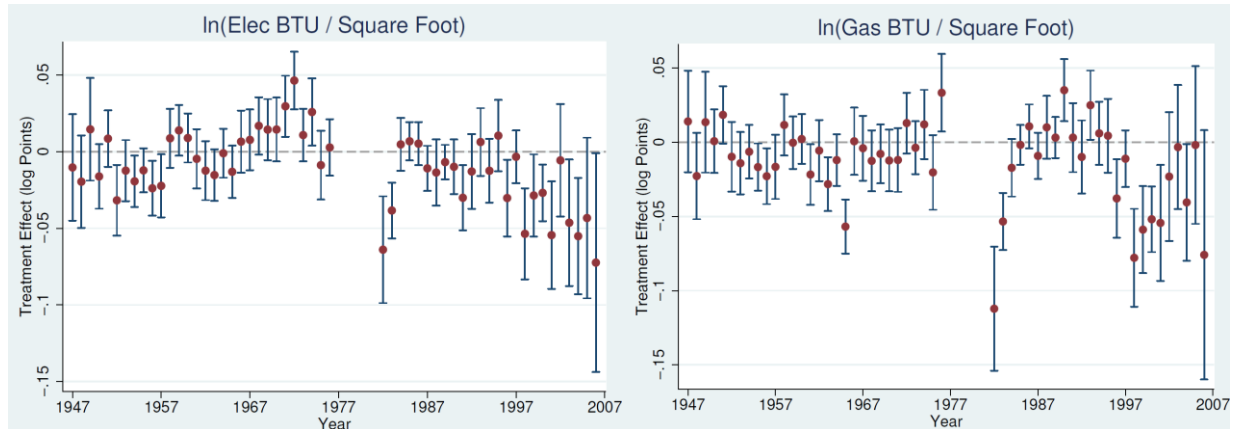 ln(Elec BTU / Square Foot)
Treatment Effect (log Points)
.05
0
-.05
-.1
-.15
1947 1957 1967 1977 1987 1997 2007
Year
ln(Gas BTU / Square Foot)
Treatment Effect (log Points)
.05
0
-.05
-.1
-.15
1947 1957 1967 1977 1987 1997 2007
Year